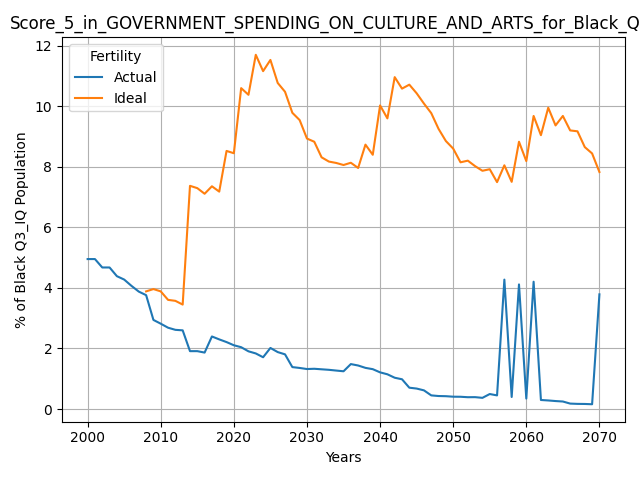 Score_5_in_GOVERNMENT_SPENDING_ON_CULTURE_AND_ARTS_for_Black_Q
Fertility
Actual
Ideal
% of Black Q3_IQ Population
12
10
8
6
4
2
0
2000 2010 2020 2030 2040 2050 2060 2070
Years